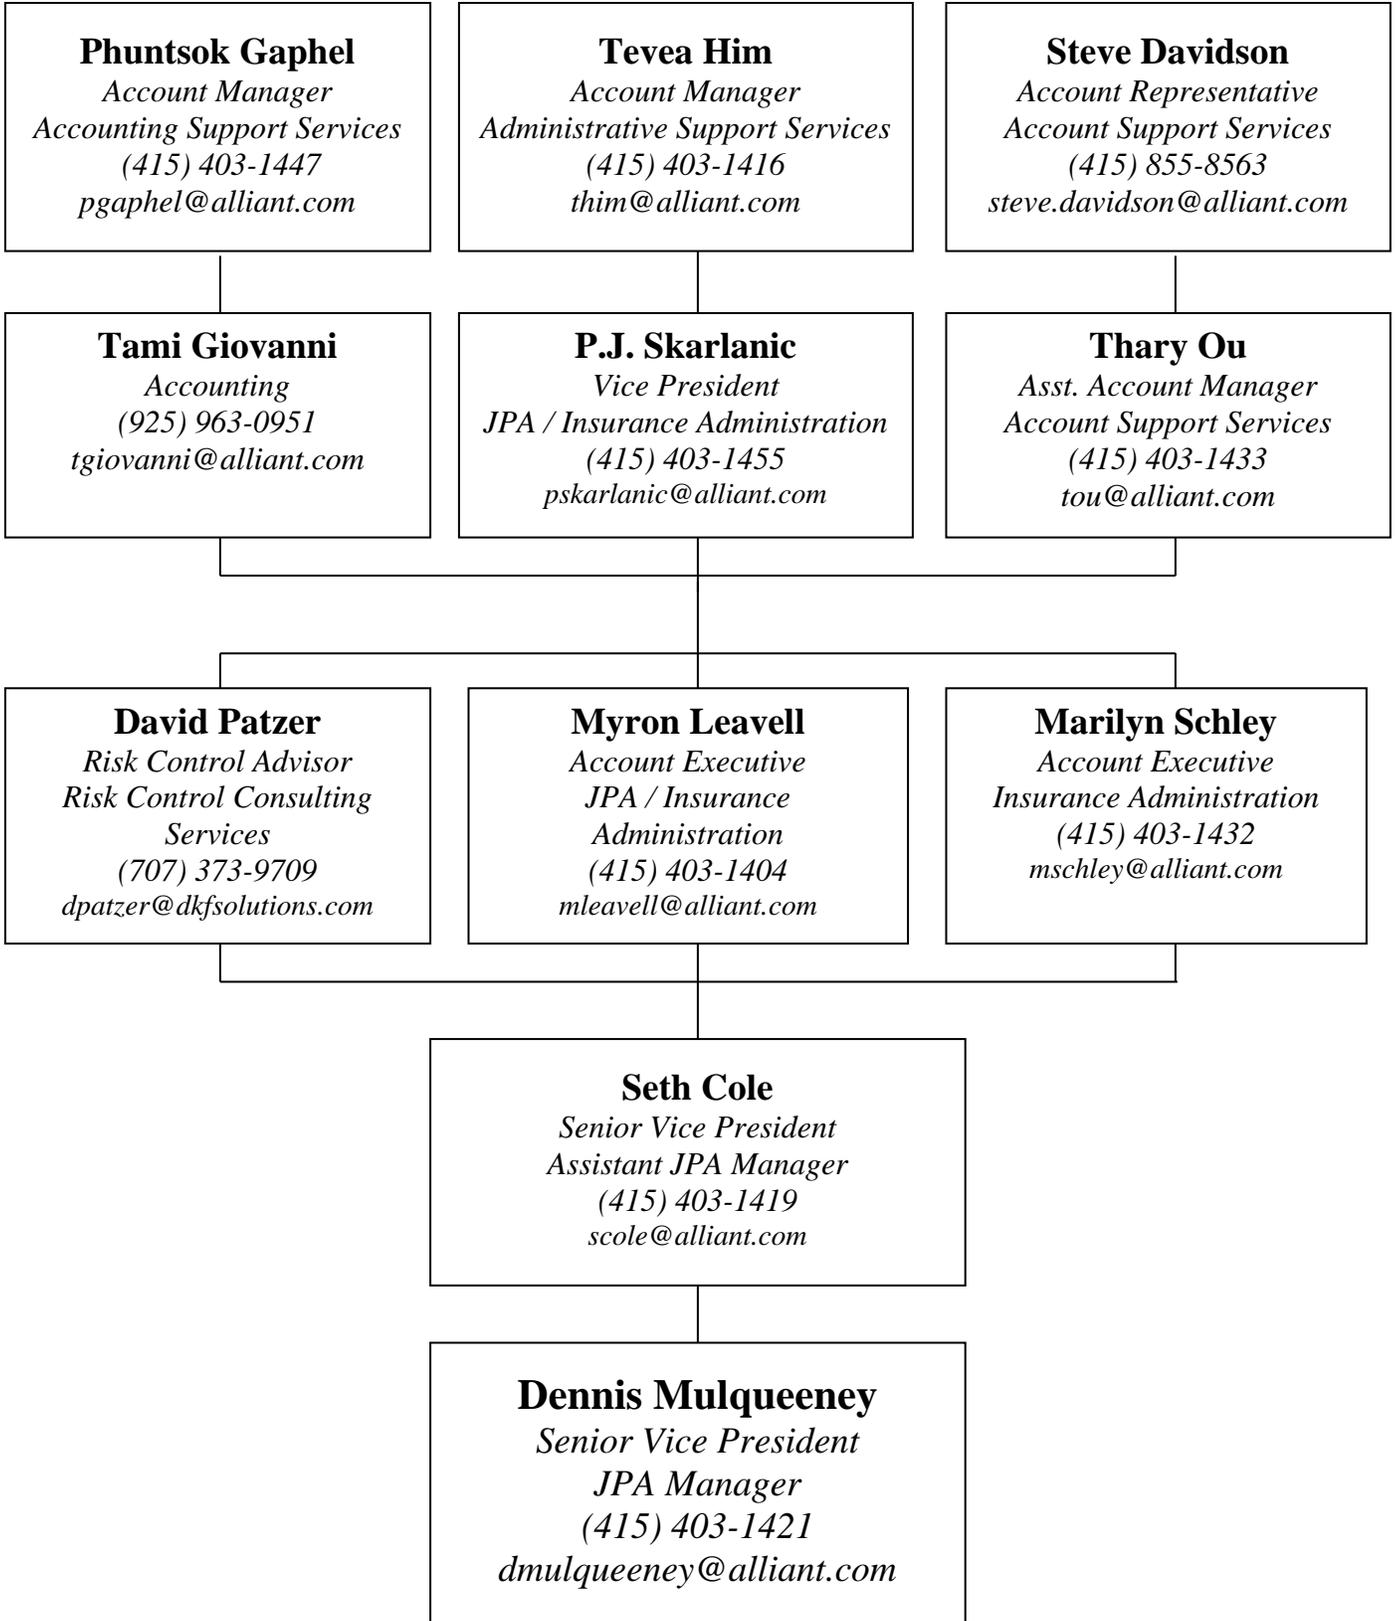 Phuntsok Gaphel
Account Manager
Accounting Support Services
(415) 403-1447
pgaphel@alliant.com
Tevea Him
Account Manager
Administrative Support Services
(415) 403-1416
thim@alliant.com
Steve Davidson
Account Representative
Account Support Services
(415) 855-8563
steve.davidson@alliant.com
Tami Giovanni
Accounting
(925) 963-0951
tgiovanni@alliant.com
P.J. Skarlanic
Vice President
JPA / Insurance Administration
(415) 403-1455
pskarlanic@alliant.com
Thary Ou
Asst. Account Manager
Account Support Services
(415) 403-1433
tou@alliant.com
David Patzer
Risk Control Advisor
Risk Control Consulting
Services
(707) 373-9709
dpatzer@dkfsolutions.com
Myron Leavell
Account Executive
JPA / Insurance
Administration
(415) 403-1404
mleavell@alliant.com
Marilyn Schley
Account Executive
Insurance Administration
(415) 403-1432
mschley@alliant.com
Seth Cole
Senior Vice President
Assistant JPA Manager
(415) 403-1419
scole@alliant.com
Dennis Mulqueeney
Senior Vice President
JPA Manager
(415) 403-1421
dmulqueeney@alliant.com